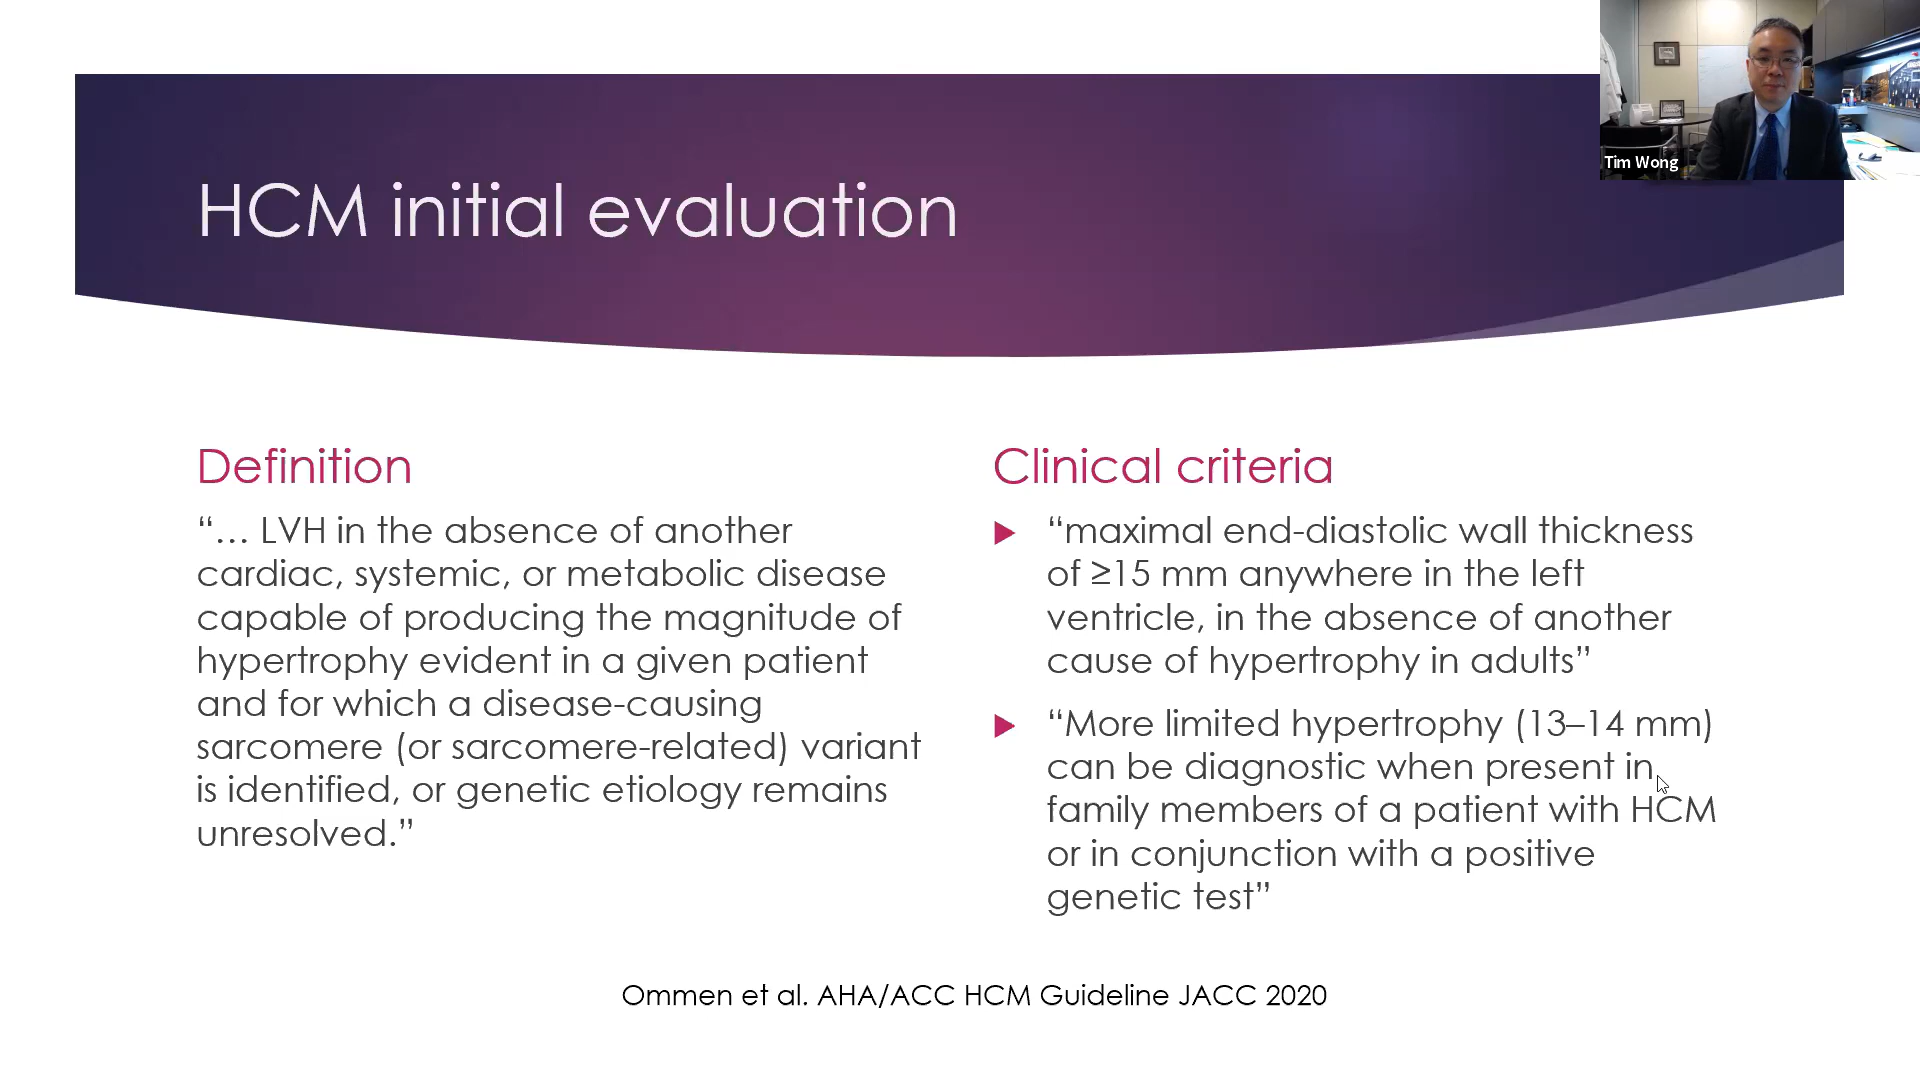 Tim Wong
HCM initial evaluation
Definition
“… LVH in the absence of another
cardiac, systemic, or metabolic disease
capable of producing the magnitude of
hypertrophy evident in a given patient
and for which a disease-causing
sarcomere (or sarcomere-related) variant
is identified, or genetic etiology remains
unresolved.”
Clinical criteria
“maximal end-diastolic wall thickness
of ≥15 mm anywhere in the left
ventricle, in the absence of another
cause of hypertrophy in adults”
“More limited hypertrophy (13–14 mm)
can be diagnostic when present in
family members of a patient with HCM
or in conjunction with a positive
genetic test”
Ommen et al. AHA/ACC HCM Guideline JACC 2020